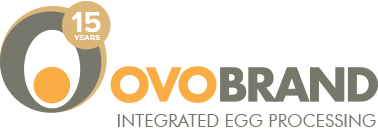 15
YEARS
OVOBRAND
INTEGRATED EGG PROCESSING